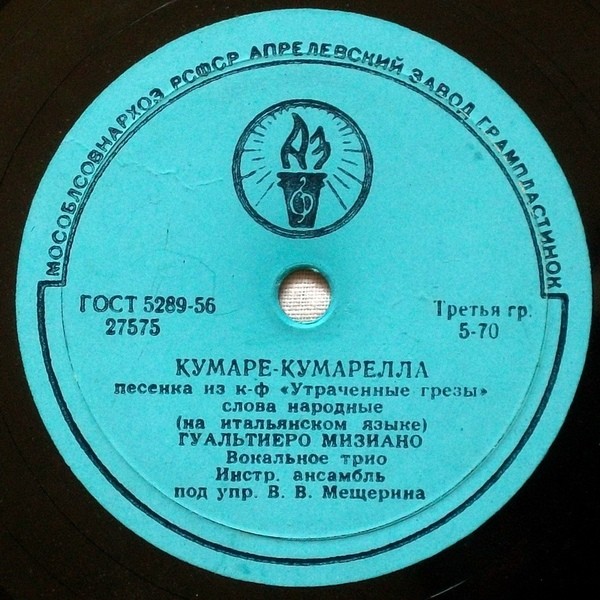 МОСОБЛСОВНАРХОЗ РСФСР АПРЕЛЕВСКИЙ ЗАВОД ГРАМПЛАСТИНОК
АЗ
ГОСТ 5289-56
27575
Третья гр.
5-70
КУМАРЕ-КУМАРЕЛЛА
песенка из к-ф «Утраченные грезы»
слова народные
(на итальянском языке)
ГУАЛЬТИЕРО МИЗИАНО
Вокальное трио
Инстр. ансамбль
под упр. В. В. Мещерина